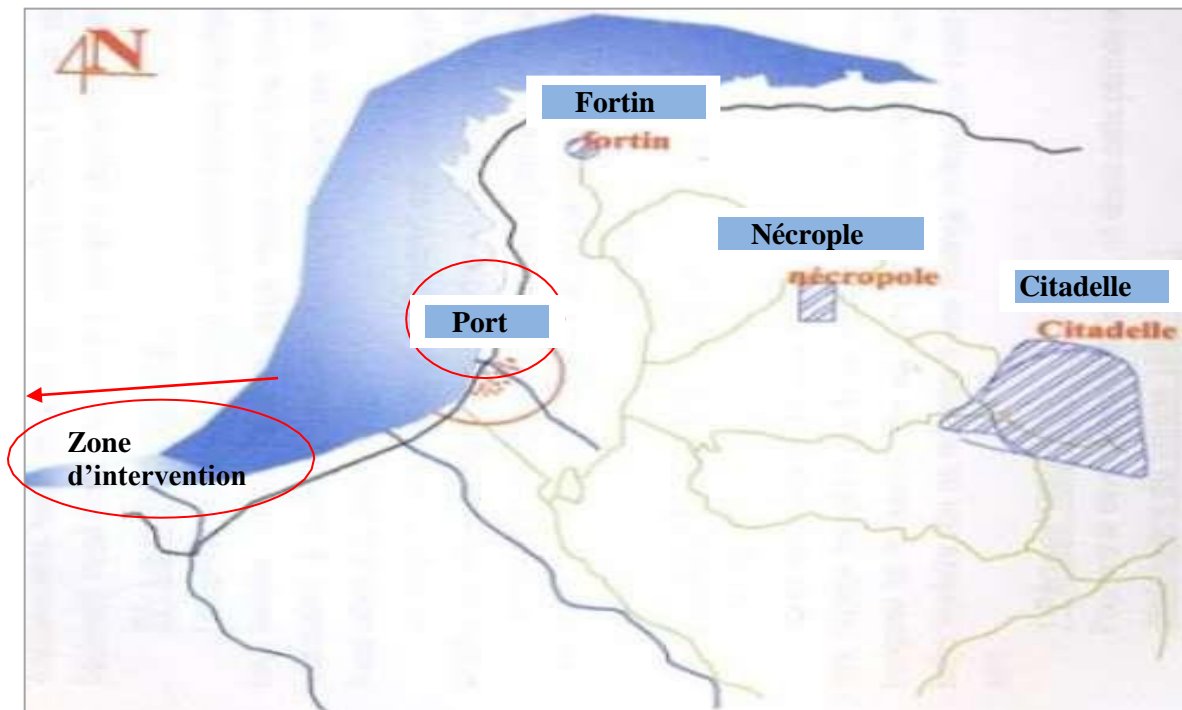 N
Fortin
fortin
Nécrople
nécropole
Citadelle
Citadelle
Port
Zone
d'intervention